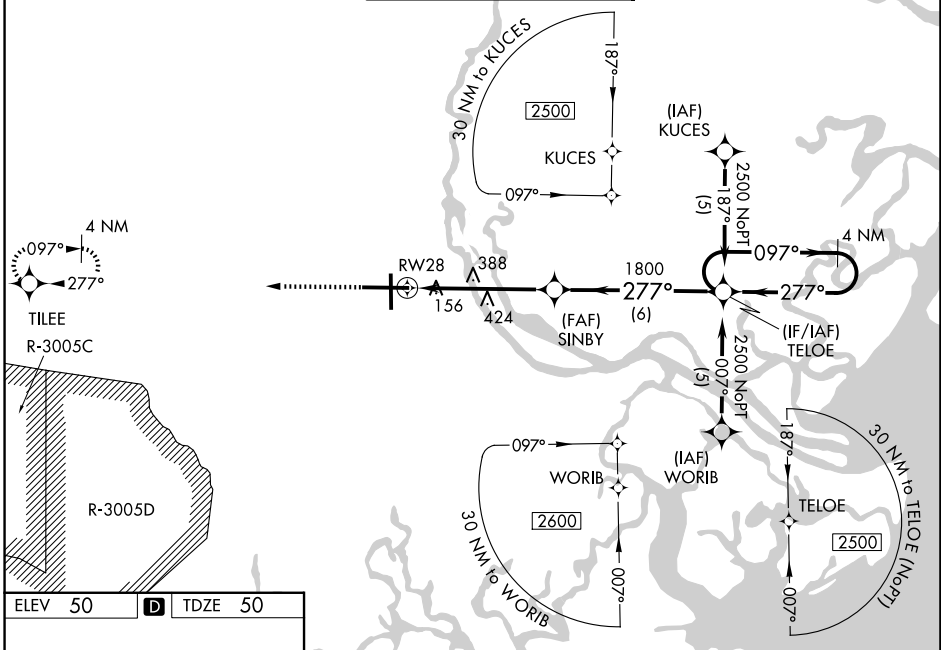 30 NM to KUCES
187°
2500
KUCES
097°
(IAF)
KUCES
2500 NoPT
187°
(5)
097°
4 NM
277°
TILEE
R-3005C
R-3005D
RW28
388
156
424
(FAF)
SINBY
1800
277°
(6)
097°
4 NM
277°
(IF/IAF)
TELOE
2500 NoPT
007°
(5)
(IAF)
WORIB
097°
WORIB
2600
007°
30 NM to WORIB
187°
TELOE
2500
007°
30 NM to TELOE (NoPT)
ELEV 50 D TDZE 50